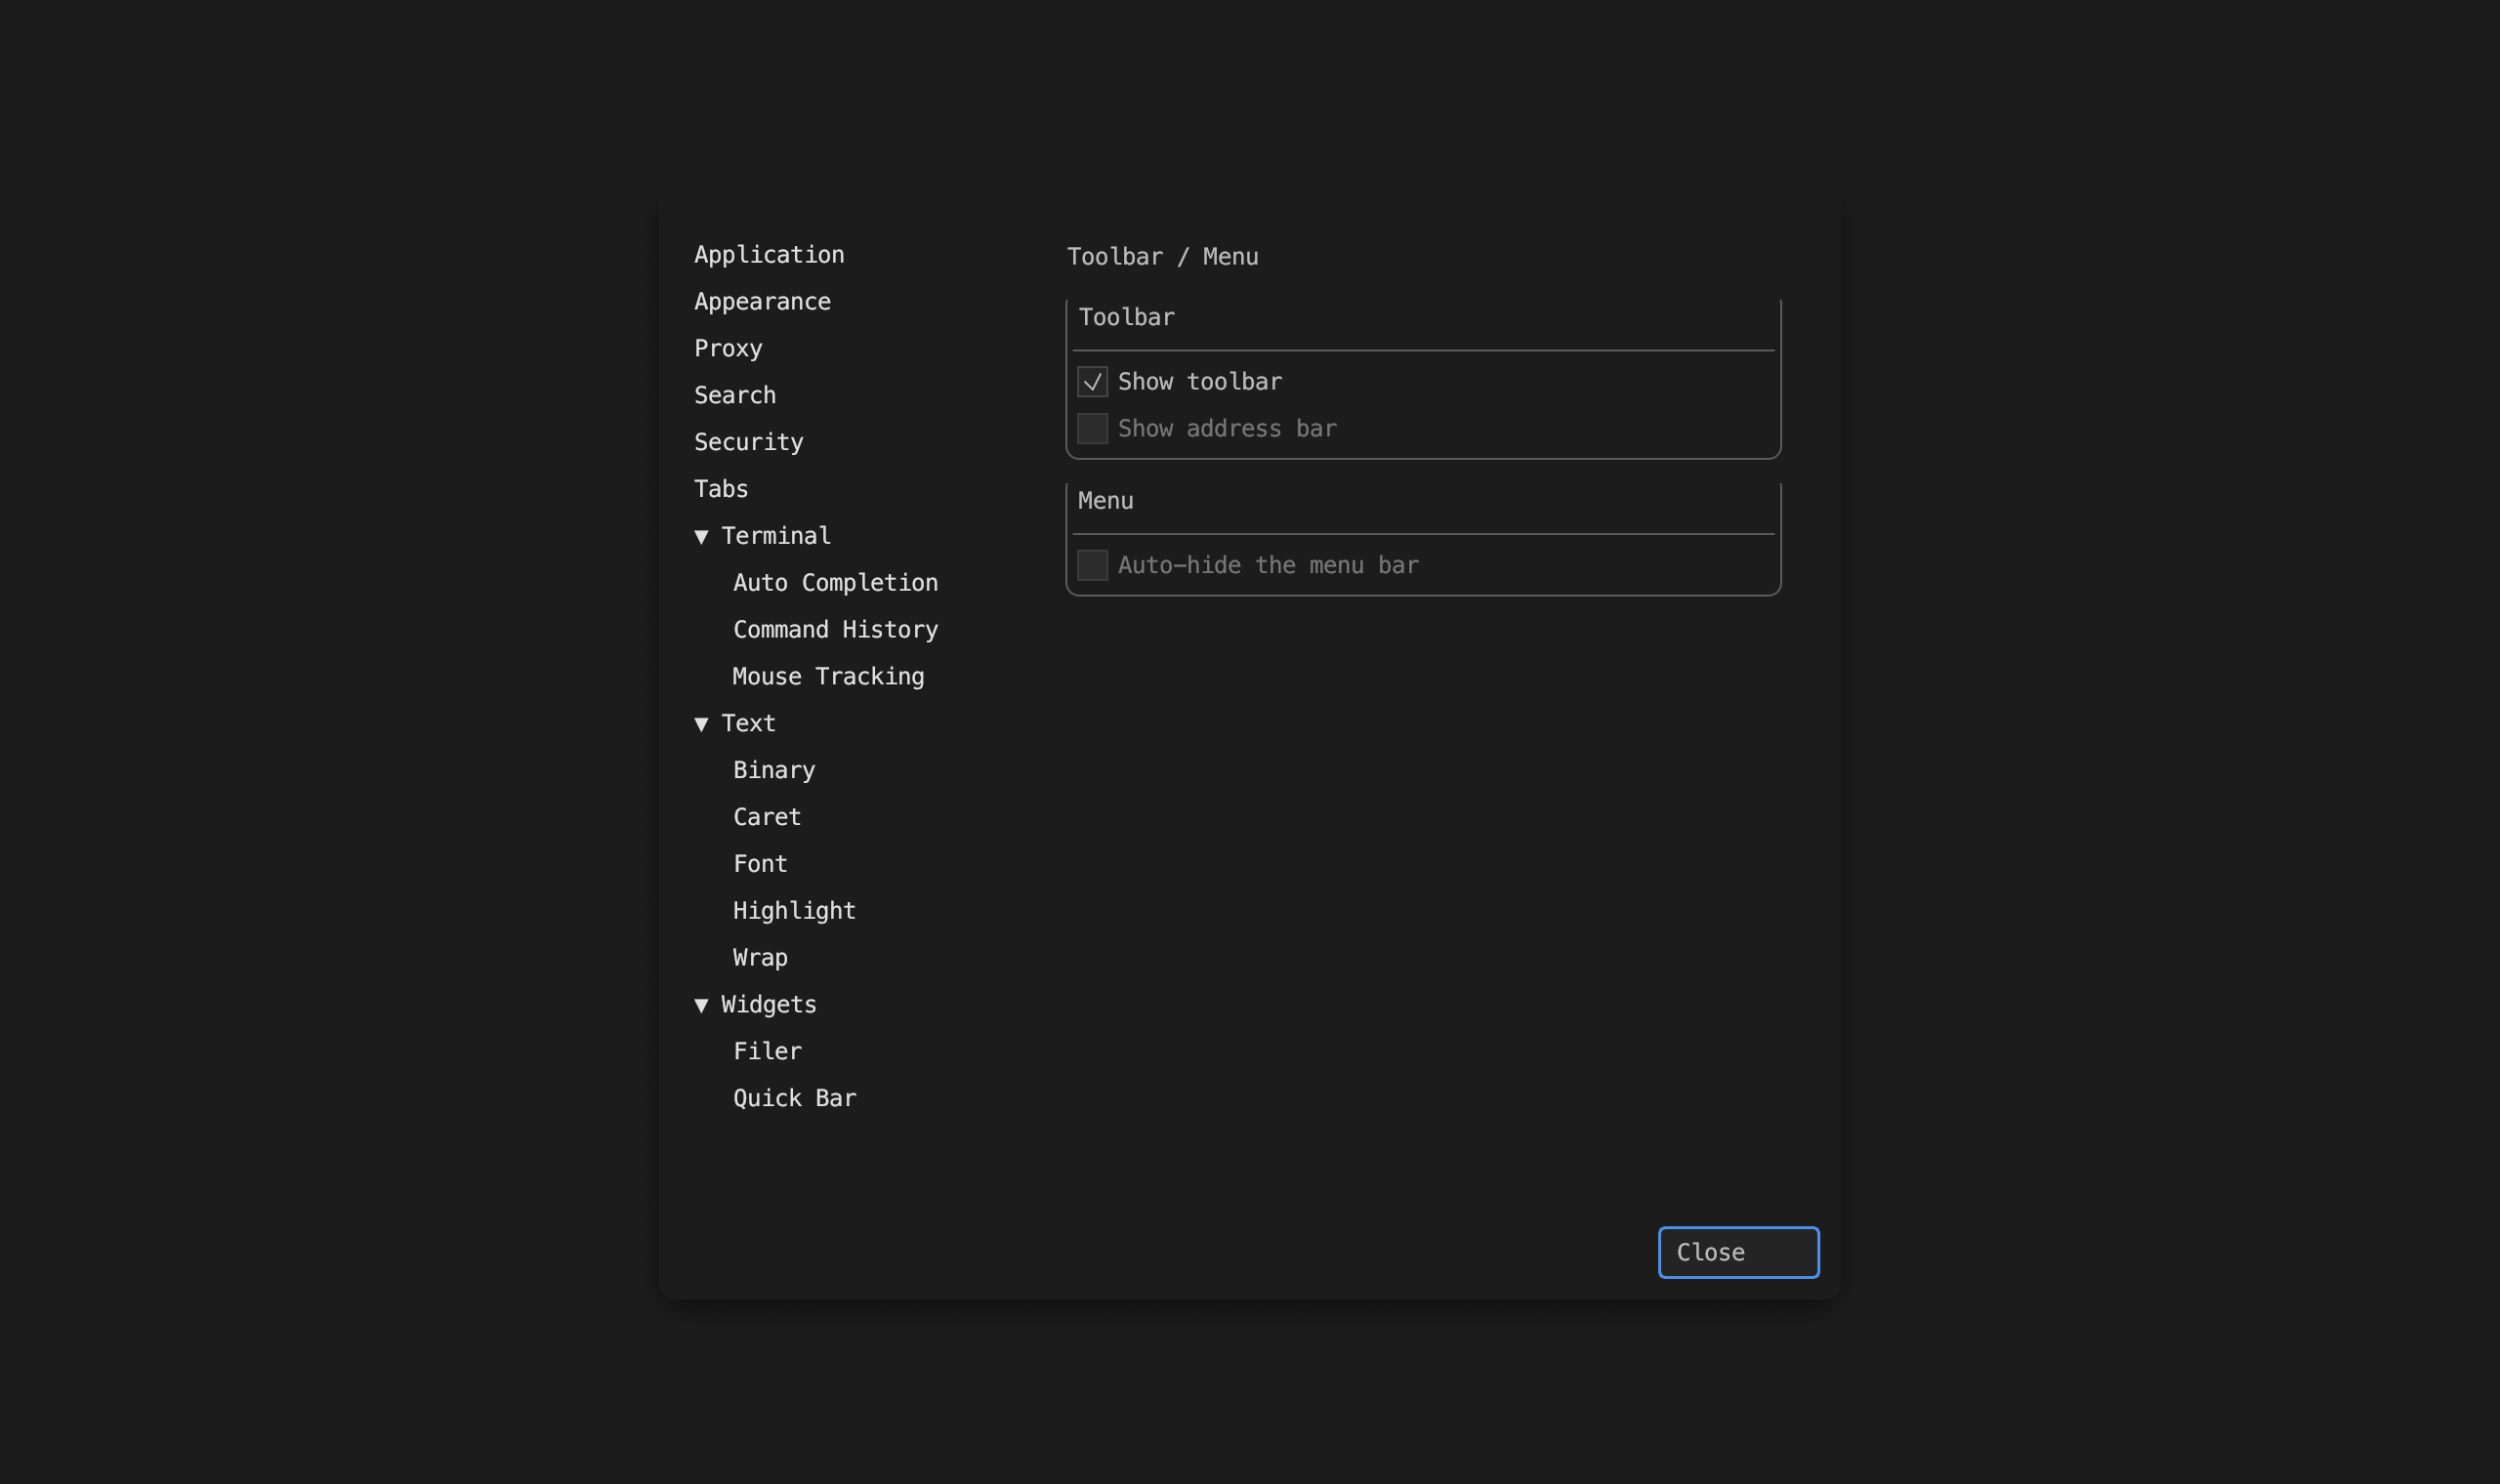 Application
Appearance
Proxy
Search
Security
Tabs
▼ Terminal
Auto Completion
Command History
Mouse Tracking
▼ Text
Binary
Caret
Font
Highlight
Wrap
▼ Widgets
Filer
Quick Bar
Toolbar / Menu
Toolbar
Show toolbar
Show address bar
Menu
Auto-hide the menu bar
Close